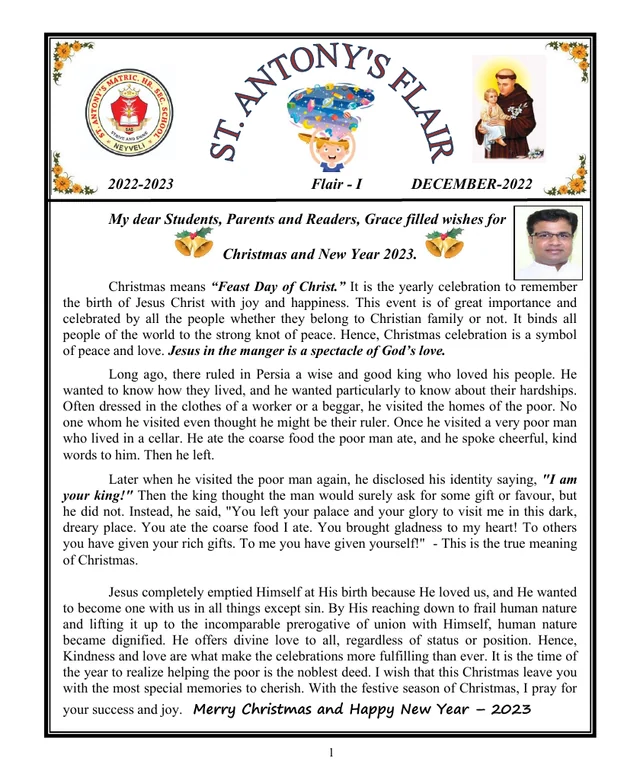 ST. ANTONY'S FLAIR
ST. ANTONY'S MATRIC. HR. SEC. SCHOOL
SAS
STRIVE AND SHINE
NEYVELI
2022-2023 Flair - I DECEMBER-2022
My dear Students, Parents and Readers, Grace filled wishes for
Christmas and New Year 2023.
Christmas means “Feast Day of Christ.” It is the yearly celebration to remember
the birth of Jesus Christ with joy and happiness. This event is of great importance and
celebrated by all the people whether they belong to Christian family or not. It binds all
people of the world to the strong knot of peace. Hence, Christmas celebration is a symbol
of peace and love. Jesus in the manger is a spectacle of God’s love.
Long ago, there ruled in Persia a wise and good king who loved his people. He
wanted to know how they lived, and he wanted particularly to know about their hardships.
Often dressed in the clothes of a worker or a beggar, he visited the homes of the poor. No
one whom he visited even thought he might be their ruler. Once he visited a very poor man
who lived in a cellar. He ate the coarse food the poor man ate, and he spoke cheerful, kind
words to him. Then he left.
Later when he visited the poor man again, he disclosed his identity saying, "I am
your king!" Then the king thought the man would surely ask for some gift or favour, but
he did not. Instead, he said, "You left your palace and your glory to visit me in this dark,
dreary place. You ate the coarse food I ate. You brought gladness to my heart! To others
you have given your rich gifts. To me you have given yourself!" - This is the true meaning
of Christmas.
Jesus completely emptied Himself at His birth because He loved us, and He wanted
to become one with us in all things except sin. By His reaching down to frail human nature
and lifting it up to the incomparable prerogative of union with Himself, human nature
became dignified. He offers divine love to all, regardless of status or position. Hence,
Kindness and love are what make the celebrations more fulfilling than ever. It is the time of
the year to realize helping the poor is the noblest deed. I wish that this Christmas leave you
with the most special memories to cherish. With the festive season of Christmas, I pray for
your success and joy. Merry Christmas and Happy New Year – 2023
1